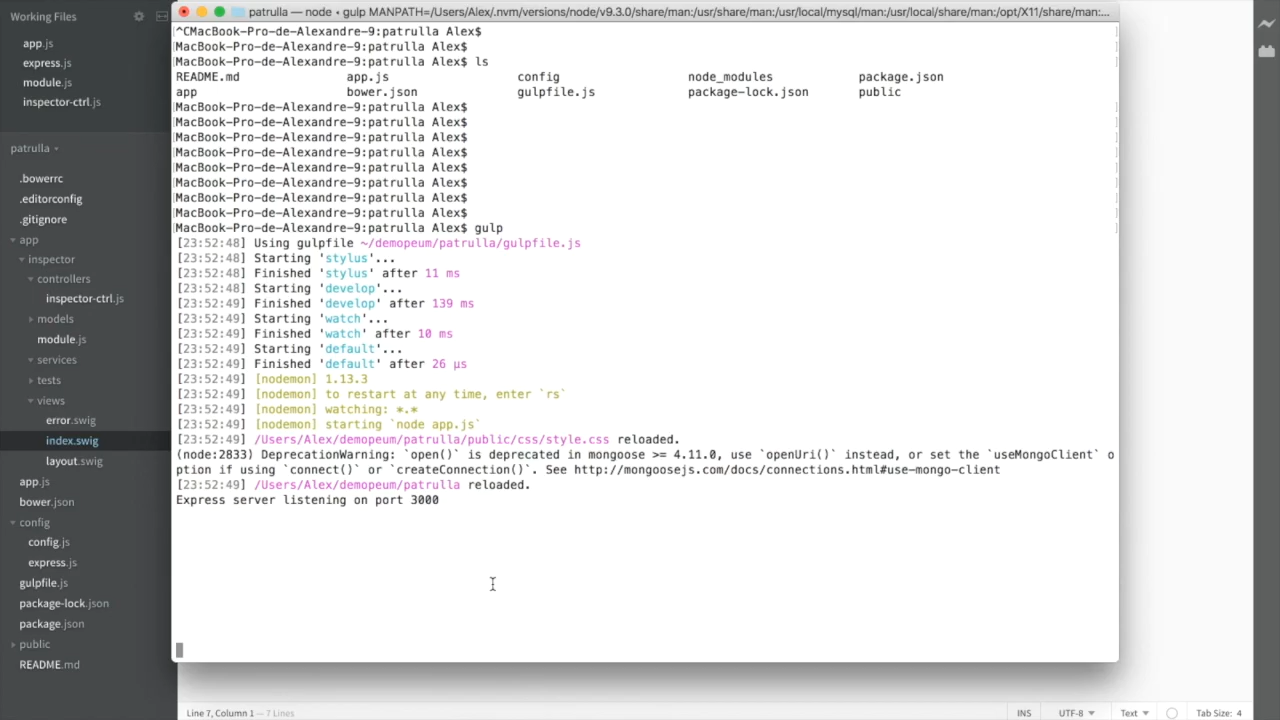 Working Files
app.js
express.js
module.js
inspector-ctrl.js
patrulla
.bowerrc
.editorconfig
.gitignore
app
inspector
controllers
inspector-ctrl.js
models
module.js
services
tests
views
error.swig
index.swig
layout.swig
app.js
bower.json
config
config.js
express.js
gulpfile.js
package-lock.json
package.json
public
README.md
patrulla — node ◂ gulp MANPATH=/Users/Alex/.nvm/versions/node/v9.3.0/share/man:/usr/share/man:/usr/local/mysql/man:/usr/local/share/man:/opt/X11/share/man:...
^CMacBook-Pro-de-Alexandre-9:patrulla Alex$
MacBook-Pro-de-Alexandre-9:patrulla Alex$
MacBook-Pro-de-Alexandre-9:patrulla Alex$ ls
README.md app.js config node_modules package.json
app bower.json gulpfile.js package-lock.json public
MacBook-Pro-de-Alexandre-9:patrulla Alex$
MacBook-Pro-de-Alexandre-9:patrulla Alex$
MacBook-Pro-de-Alexandre-9:patrulla Alex$
MacBook-Pro-de-Alexandre-9:patrulla Alex$
MacBook-Pro-de-Alexandre-9:patrulla Alex$
MacBook-Pro-de-Alexandre-9:patrulla Alex$
MacBook-Pro-de-Alexandre-9:patrulla Alex$
MacBook-Pro-de-Alexandre-9:patrulla Alex$
MacBook-Pro-de-Alexandre-9:patrulla Alex$ gulp
[23:52:48] Using gulpfile ~/demopeum/patrulla/gulpfile.js
[23:52:48] Starting 'stylus'...
[23:52:48] Finished 'stylus' after 11 ms
[23:52:48] Starting 'develop'...
[23:52:49] Finished 'develop' after 139 ms
[23:52:49] Starting 'watch'...
[23:52:49] Finished 'watch' after 10 ms
[23:52:49] Starting 'default'...
[23:52:49] Finished 'default' after 26 μs
[23:52:49] [nodemon] 1.13.3
[23:52:49] [nodemon] to restart at any time, enter `rs`
[23:52:49] [nodemon] watching: *.*
[23:52:49] [nodemon] starting `node app.js`
[23:52:49] /Users/Alex/demopeum/patrulla/public/css/style.css reloaded.
(node:2833) DeprecationWarning: `open()` is deprecated in mongoose >= 4.11.0, use `openUri()` instead, or set the `useMongoClient` o
ption if using `connect()` or `createConnection()`. See http://mongoosejs.com/docs/connections.html#use-mongo-client
[23:52:49] /Users/Alex/demopeum/patrulla reloaded.
Express server listening on port 3000
Line 7, Column 1 — 7 Lines
INS UTF-8 Text Tab Size: 4